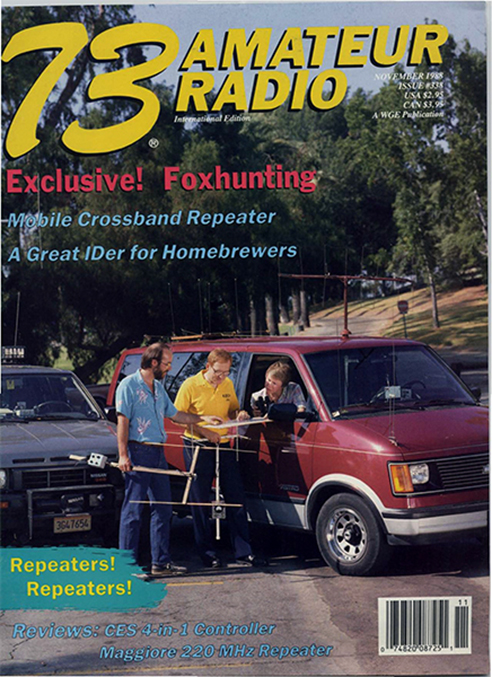 73 AMATEUR
RADIO
International Edition
NOVEMBER 1988
ISSUE #338
USA $2.95
CAN $3.95
A WGE Publication
®
Exclusive! Foxhunting
Mobile Crossband Repeater
A Great IDer for Homebrewers
3G47654
Repeaters!
Repeaters!
Reviews: CES 4-in-1 Controller
Maggiore 220 MHz Repeater
11
0 74820 08725 1